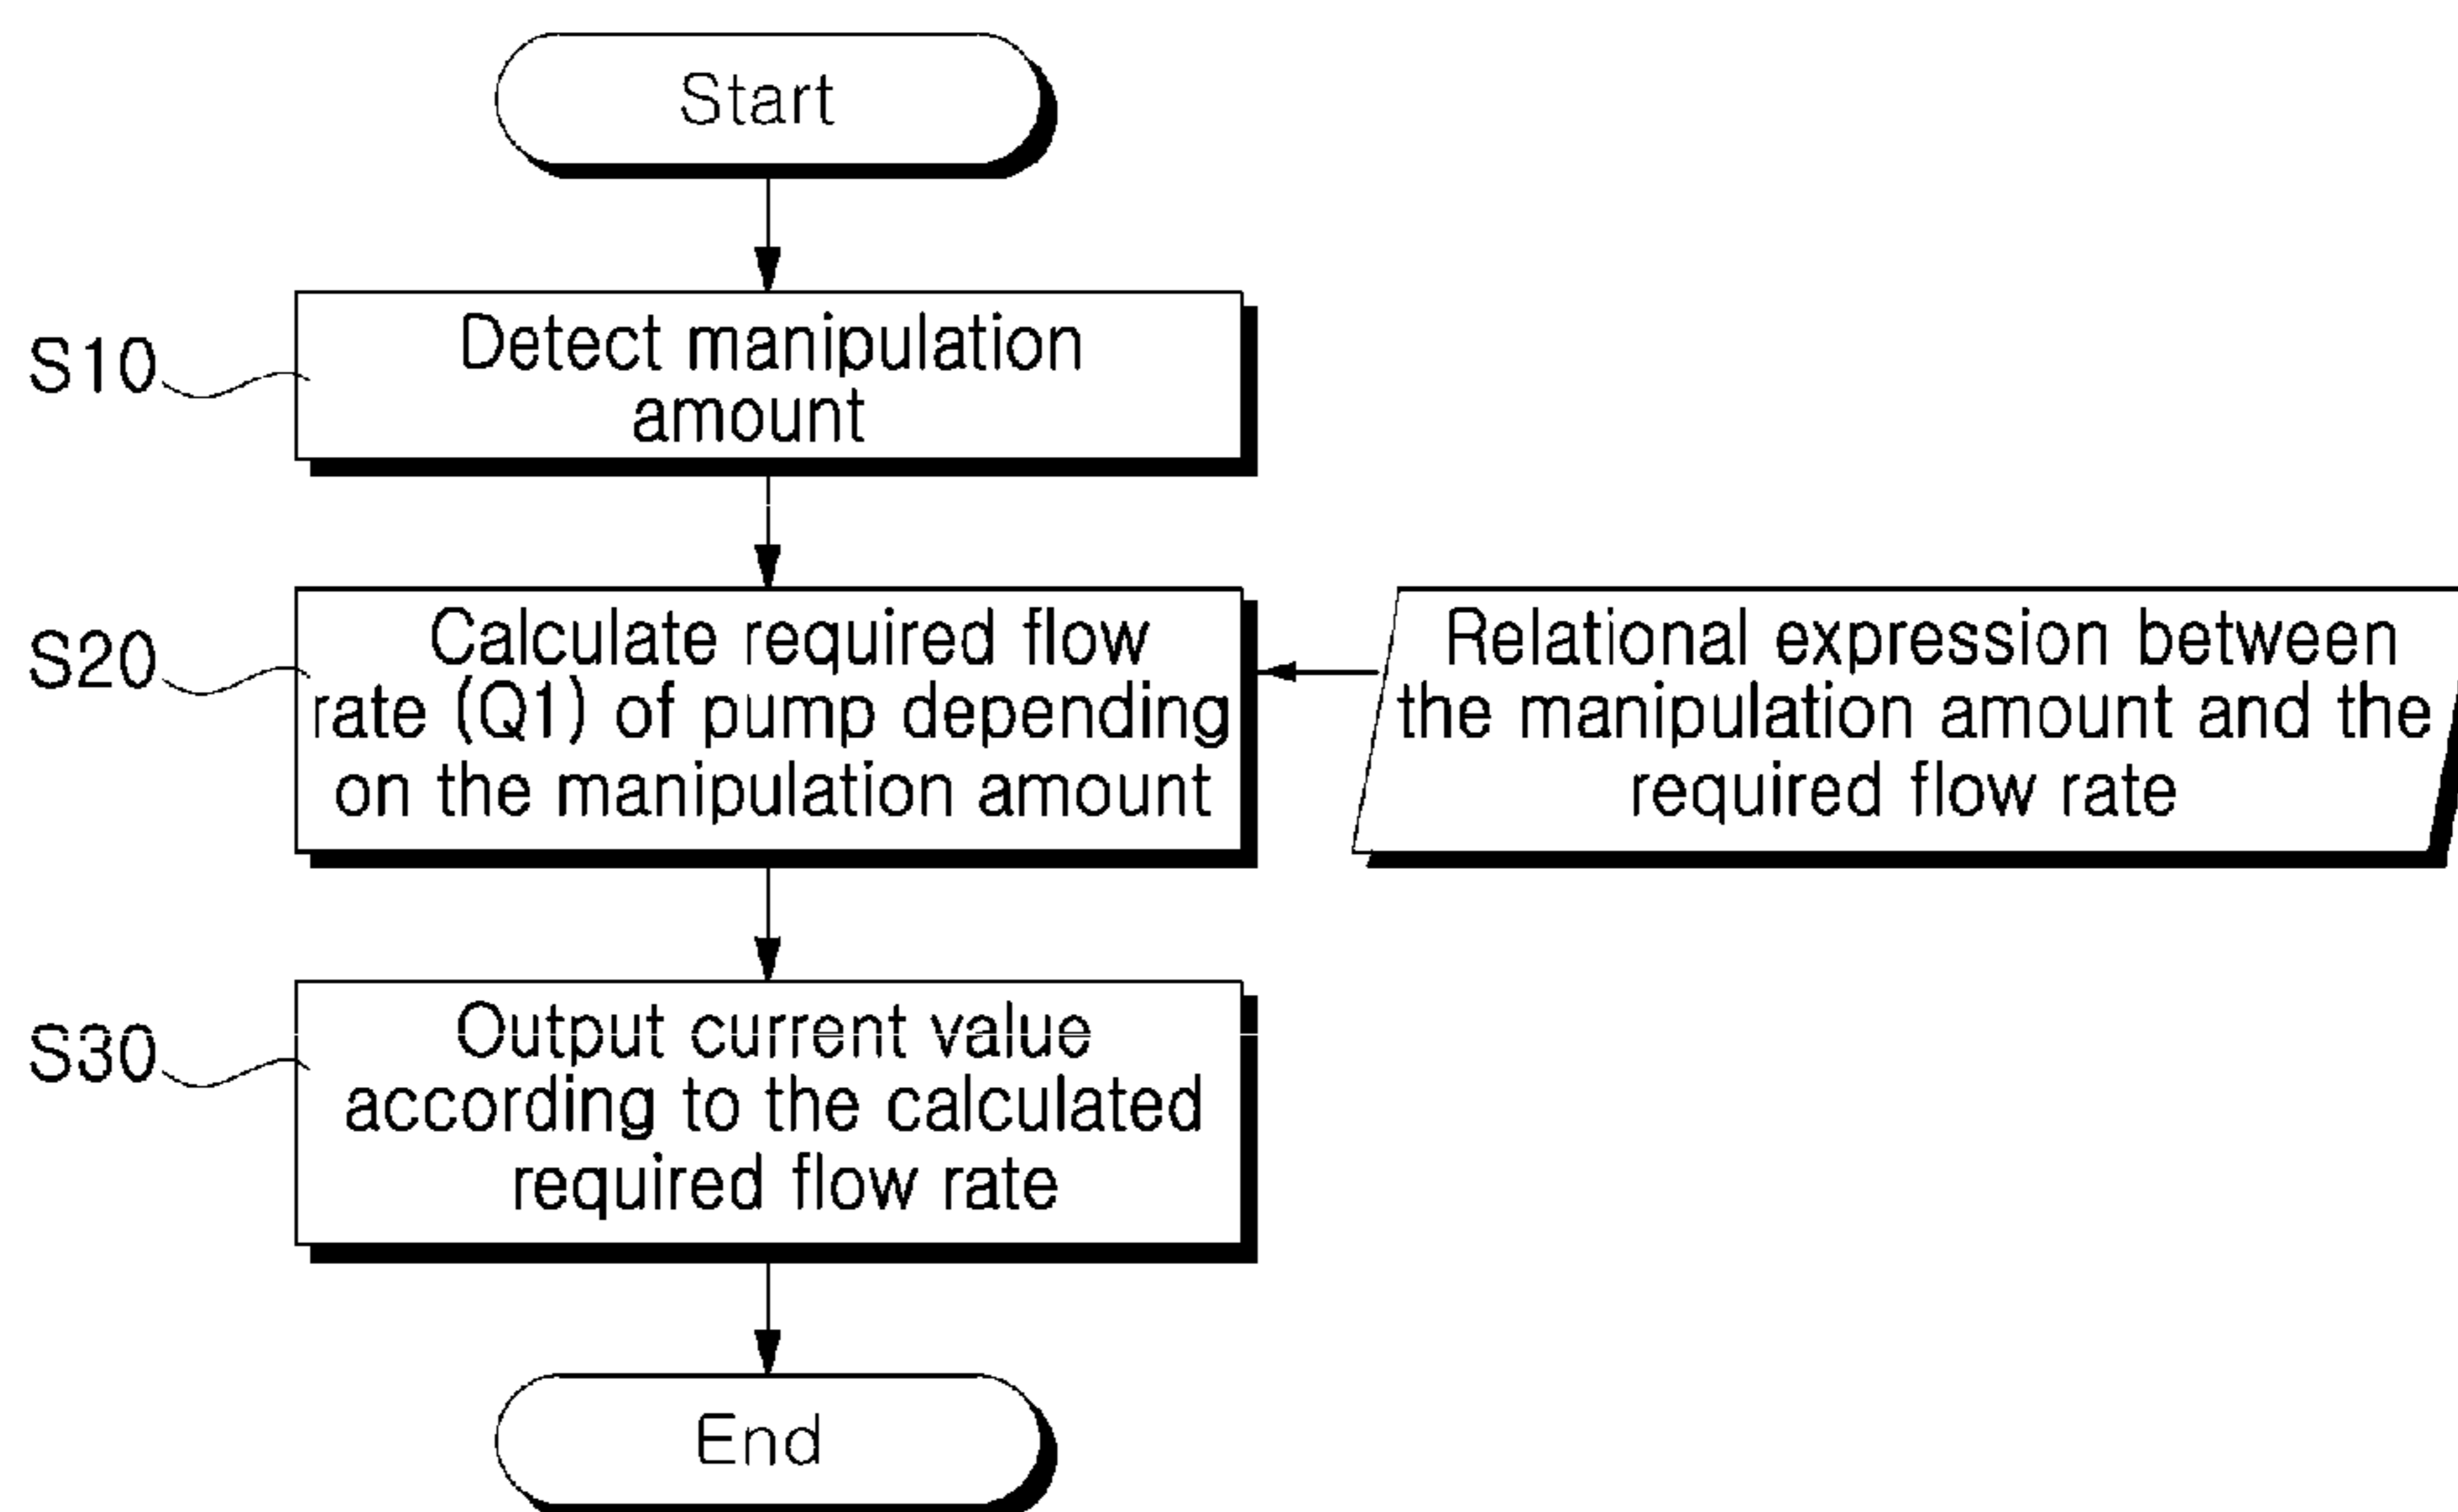 Start
S10
Detect manipulation
amount
S20
Calculate required flow
rate (Q1) of pump depending
on the manipulation amount
Relational expression between
the manipulation amount and the
required flow rate
S30
Output current value
according to the calculated
required flow rate
End